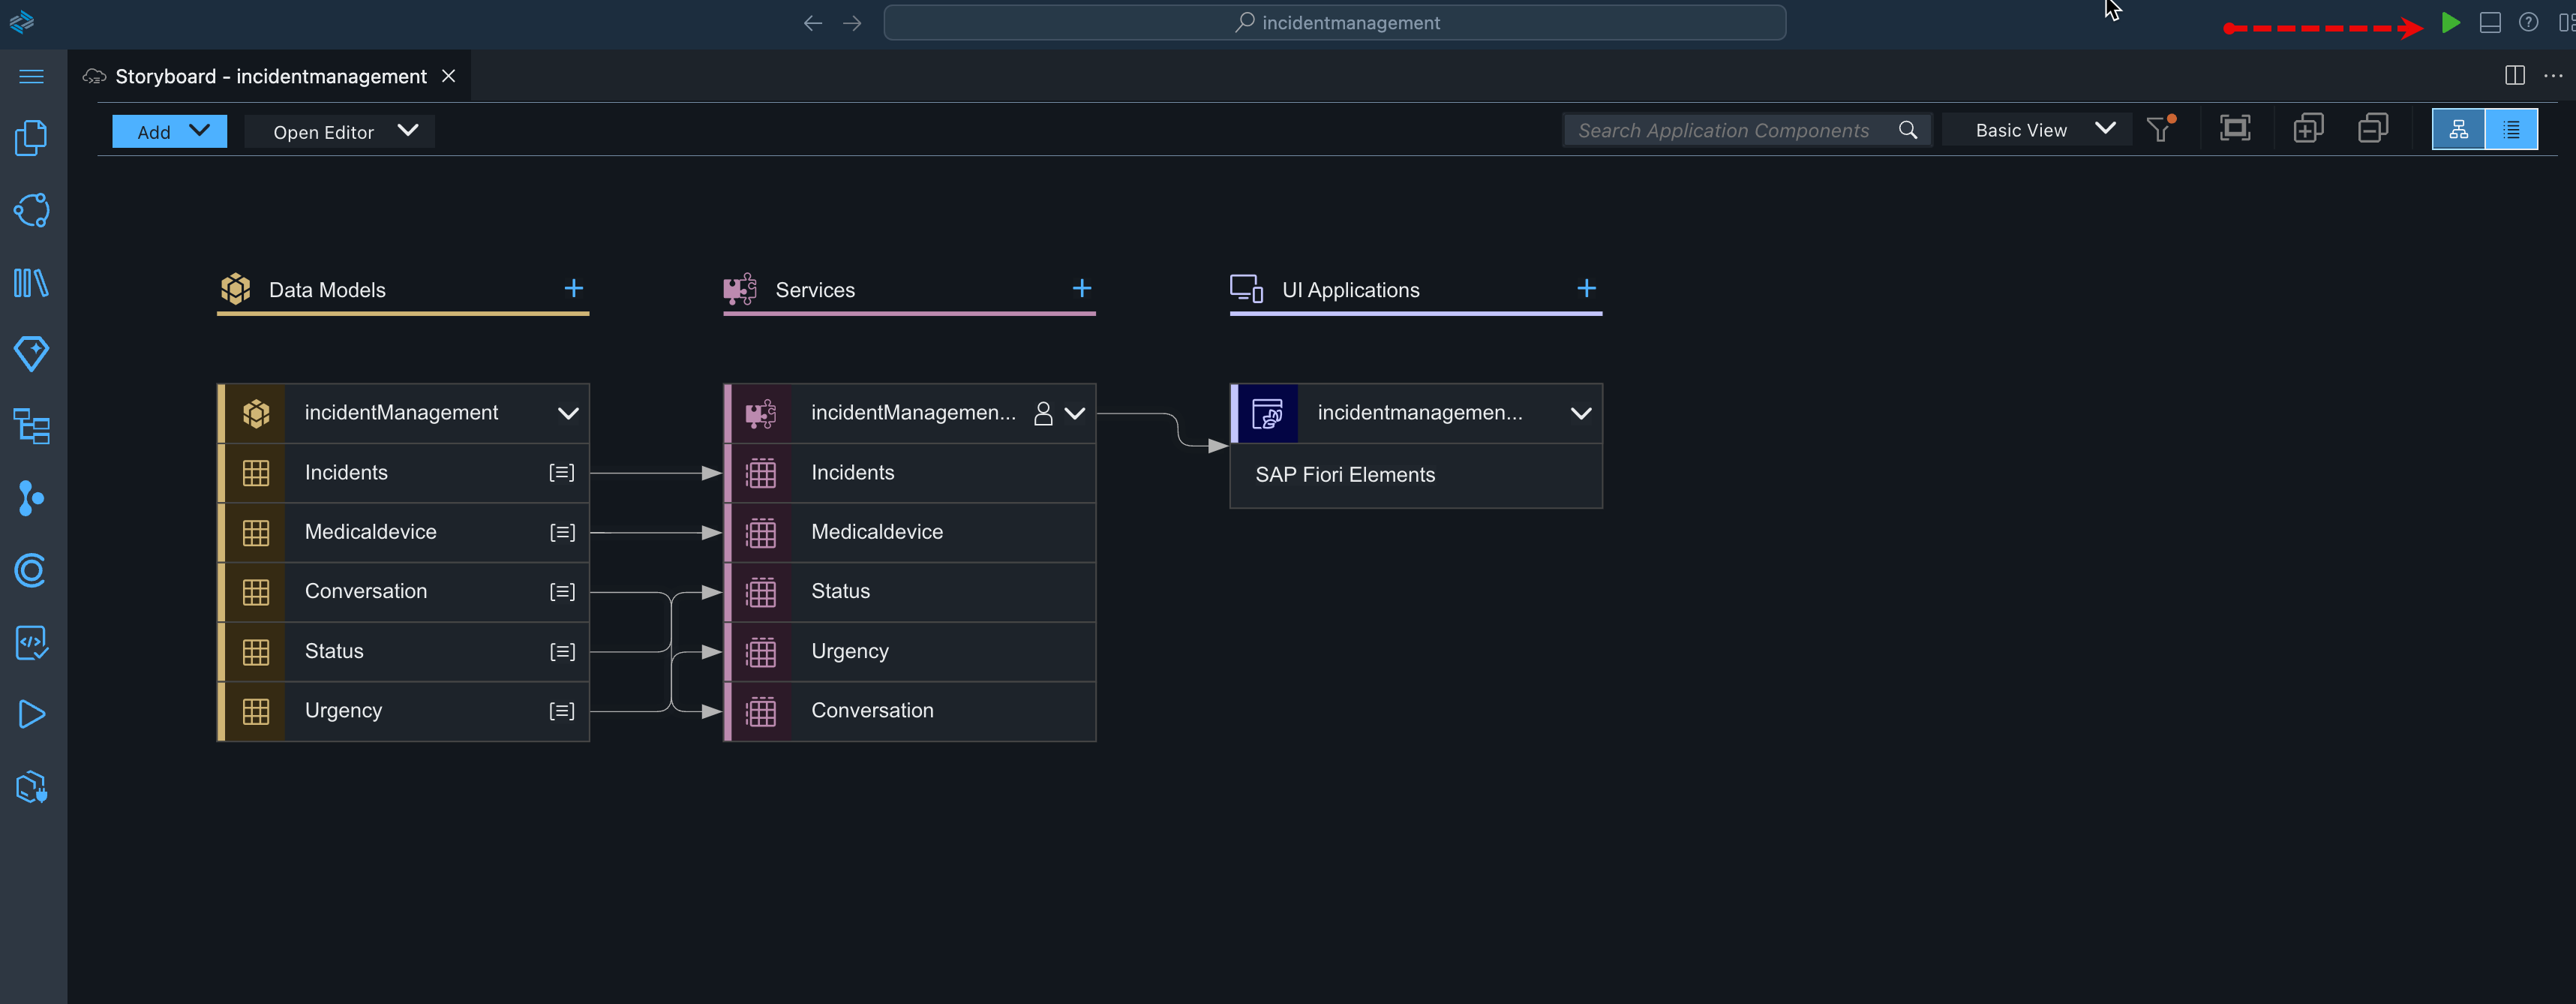 incidentmanagement
Storyboard - incidentmanagement
Add
Open Editor
Search Application Components
Basic View
Data Models
Services
UI Applications
incidentManagement
incidentManagemen...
incidentmanagemen...
Incidents
Incidents
SAP Fiori Elements
Medicaldevice
Medicaldevice
Conversation
Status
Status
Urgency
Urgency
Conversation